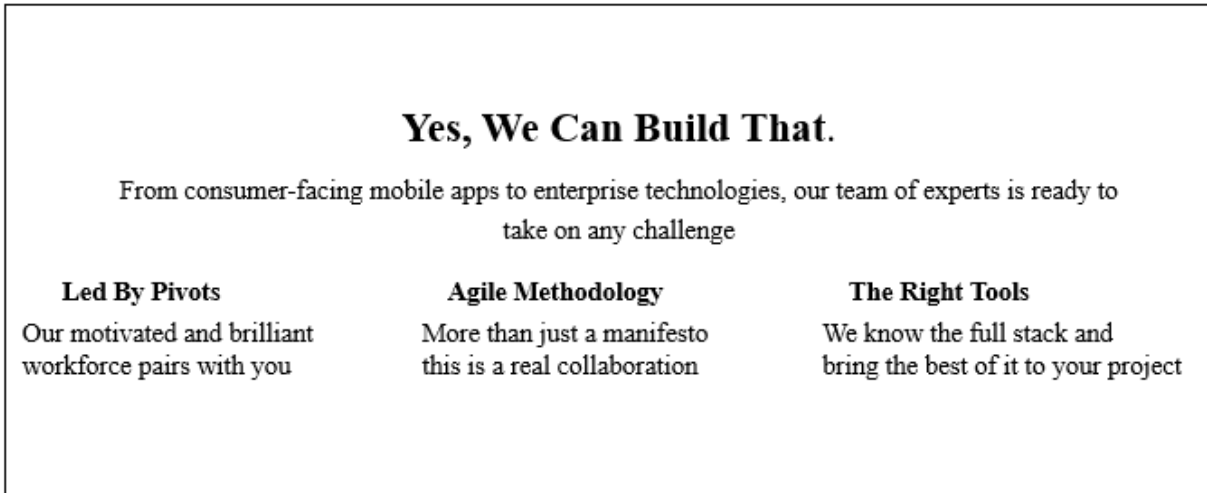 Yes, We Can Build That.
From consumer-facing mobile apps to enterprise technologies, our team of experts is ready to
take on any challenge
Led By Pivots
Our motivated and brilliant
workforce pairs with you
Agile Methodology
More than just a manifesto
this is a real collaboration
The Right Tools
We know the full stack and
bring the best of it to your project